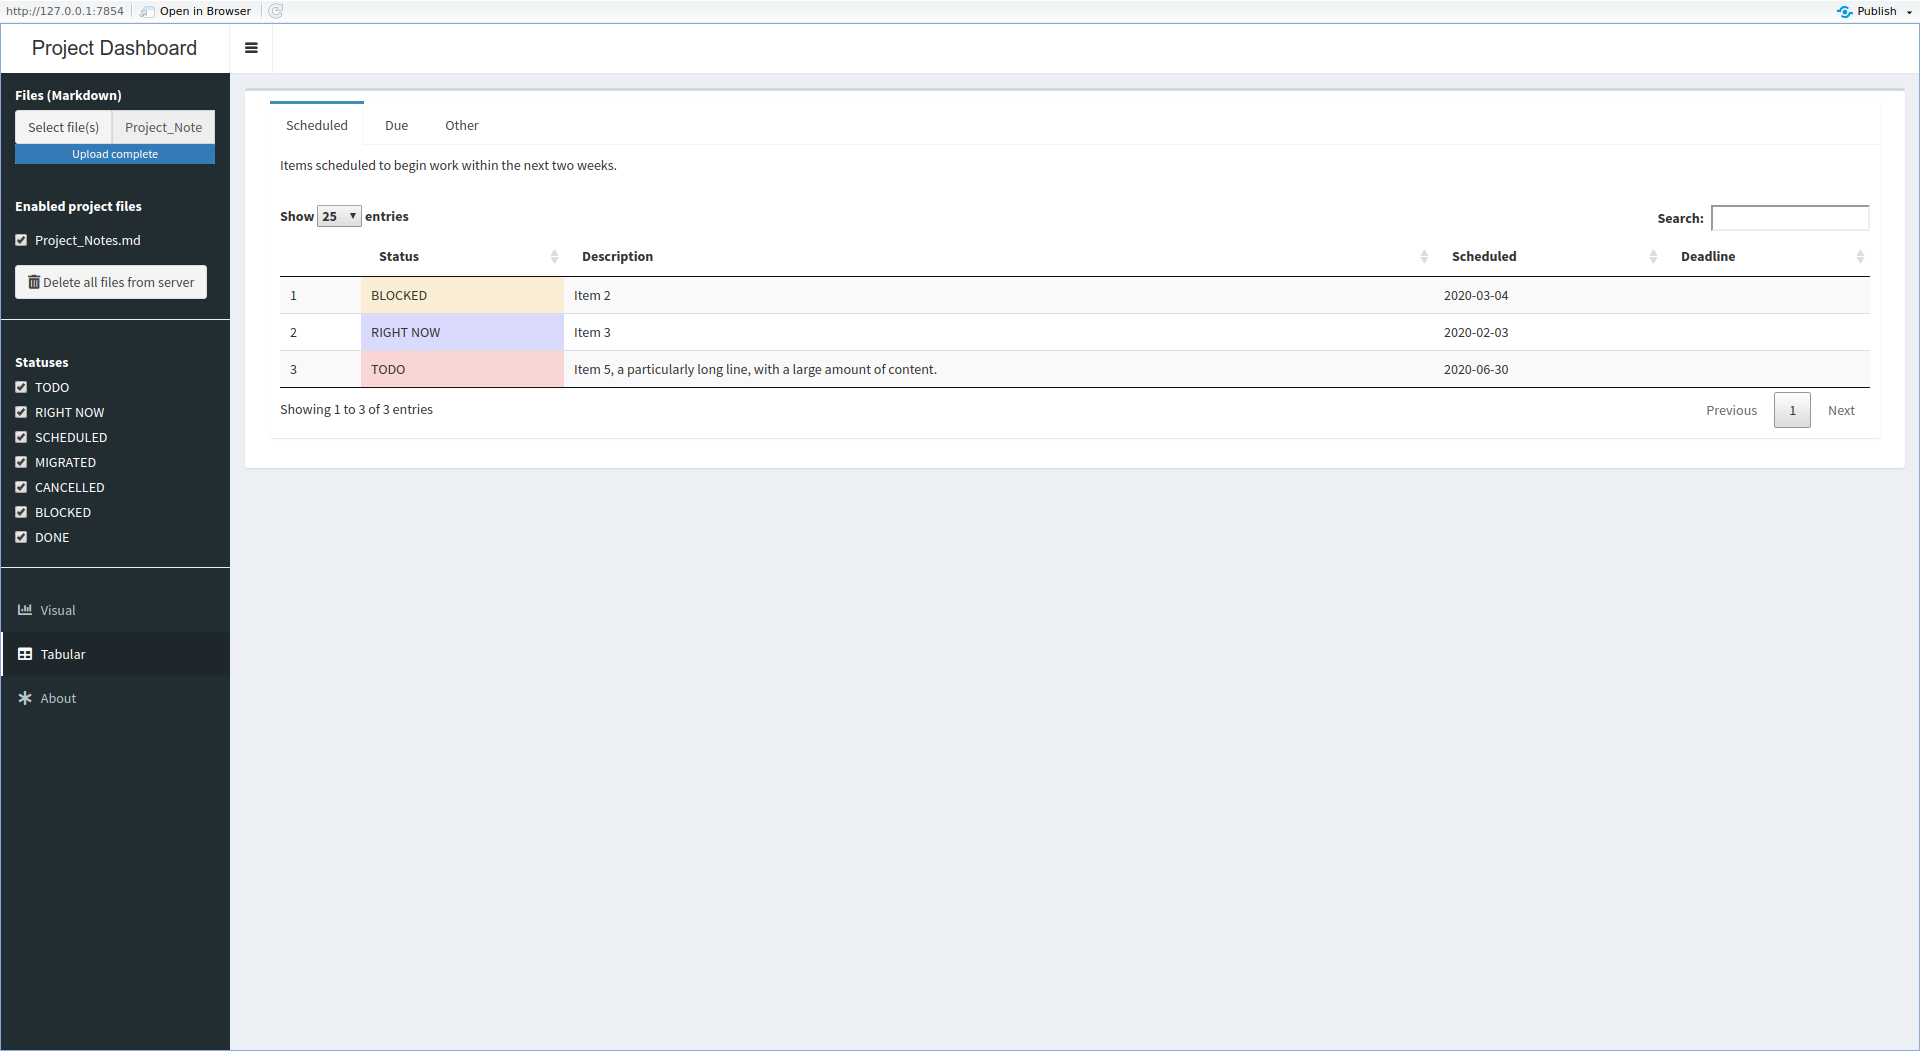 http://127.0.0.1:7854 Open in Browser Publish
Project Dashboard
Files (Markdown)
Select file(s) Project_Note
Upload complete
Enabled project files
Project_Notes.md
Delete all files from server
Statuses
TODO
RIGHT NOW
SCHEDULED
MIGRATED
CANCELLED
BLOCKED
DONE
Visual
Tabular
About
Scheduled Due Other
Items scheduled to begin work within the next two weeks.
Show 25 entries Search:
Status Description Scheduled Deadline
1 BLOCKED Item 2 2020-03-04
2 RIGHT NOW Item 3 2020-02-03
3 TODO Item 5, a particularly long line, with a large amount of content. 2020-06-30
Showing 1 to 3 of 3 entries Previous 1 Next